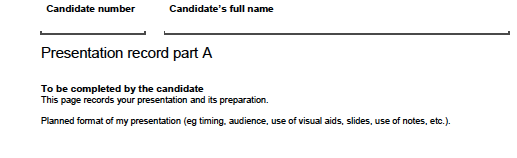 Candidate number Candidate's full name
Presentation record part A
To be completed by the candidate
This page records your presentation and its preparation.
Planned format of my presentation (eg timing, audience, use of visual aids, slides, use of notes, etc.).